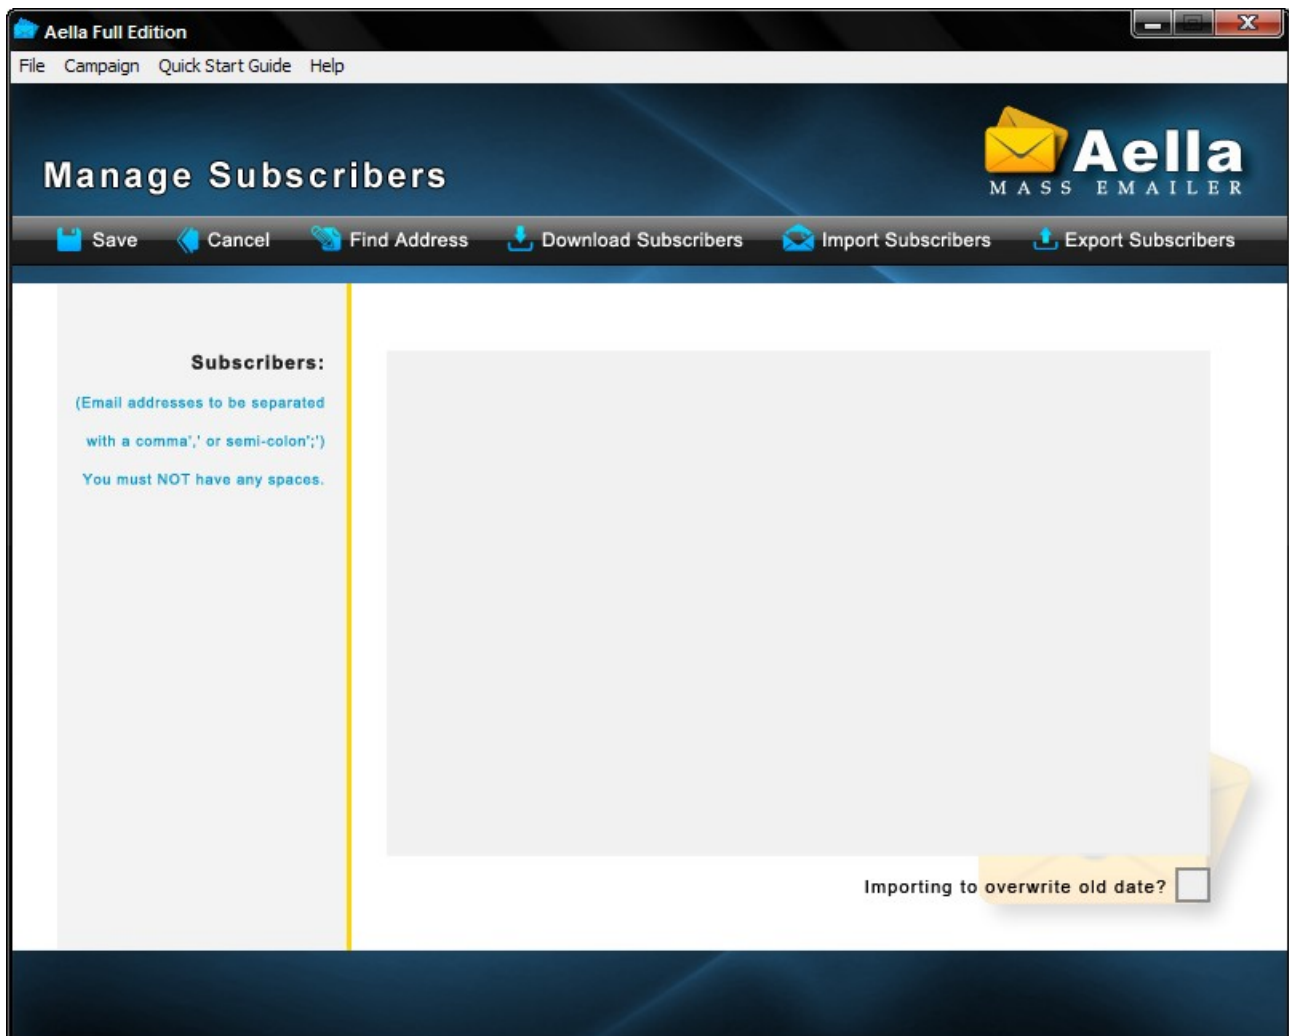 Aella Full Edition
File Campaign Quick Start Guide Help
Manage Subscribers
Aella
MASS EMAILER
Save Cancel Find Address Download Subscribers Import Subscribers Export Subscribers
Subscribers:
(Email addresses to be separated
with a comma',' or semi-colon';')
You must NOT have any spaces.
Importing to overwrite old date?